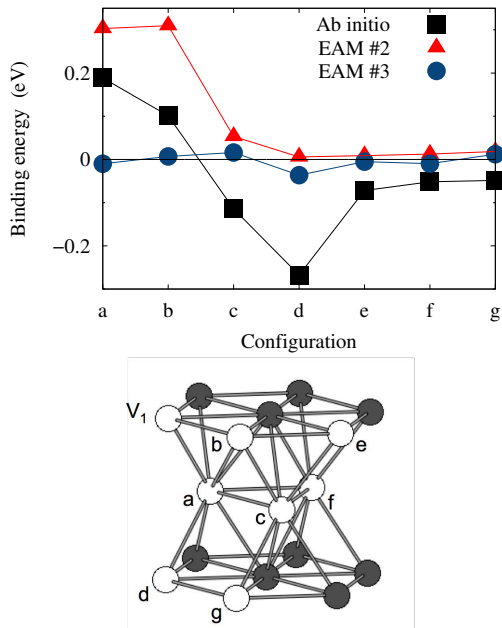 Ab initio
EAM #2
EAM #3
0.2
0
−0.2
Binding energy (eV)
a b c d e f g
Configuration
V1
b
e
a
f
c
d
g